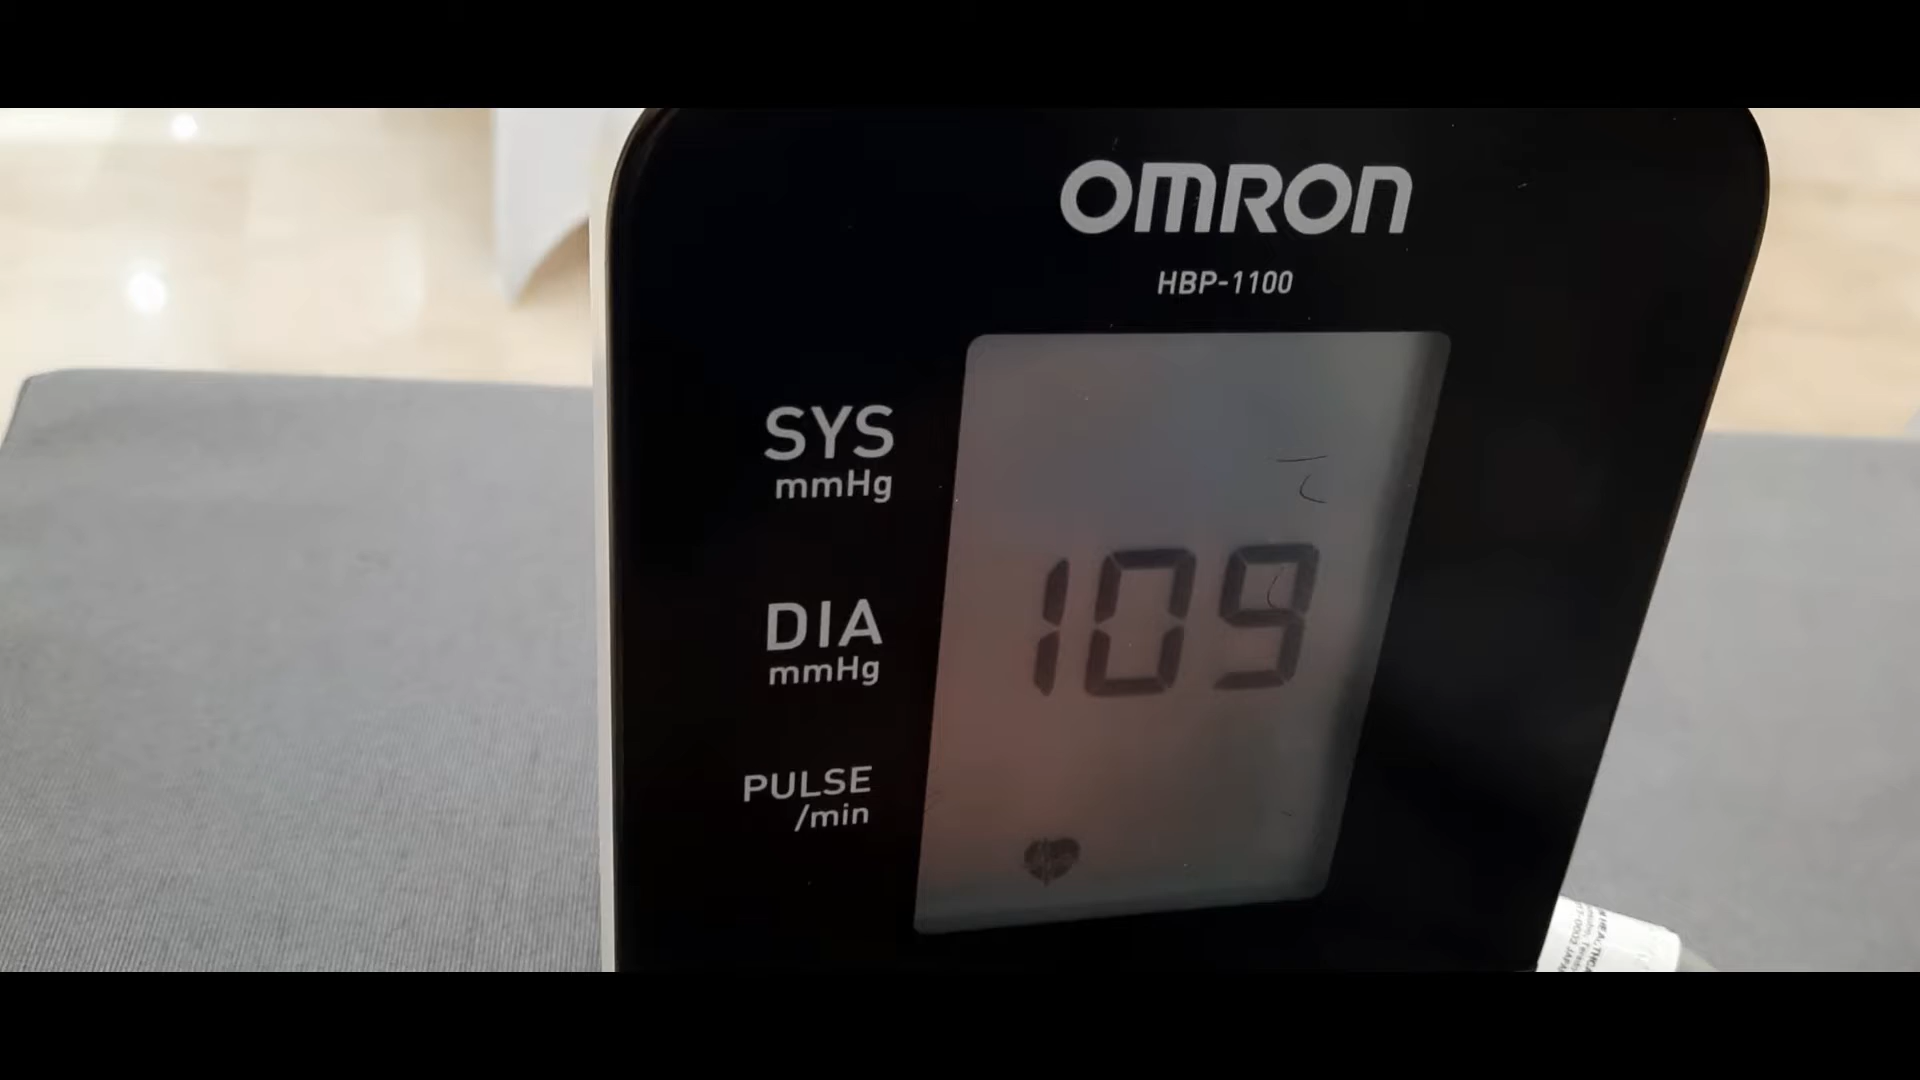 OMRON
HBP-1100
SYS
mmHg
109
DIA
mmHg
PULSE
/min